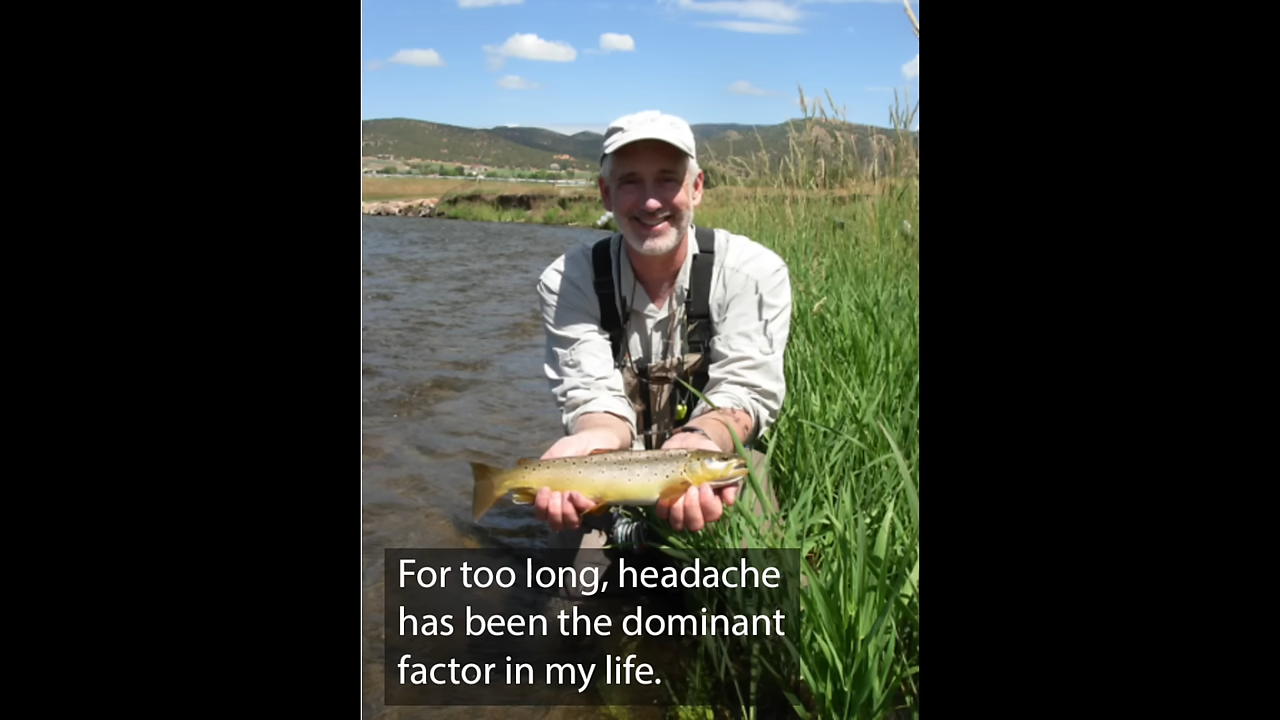 For too long, headache
has been the dominant
factor in my life.